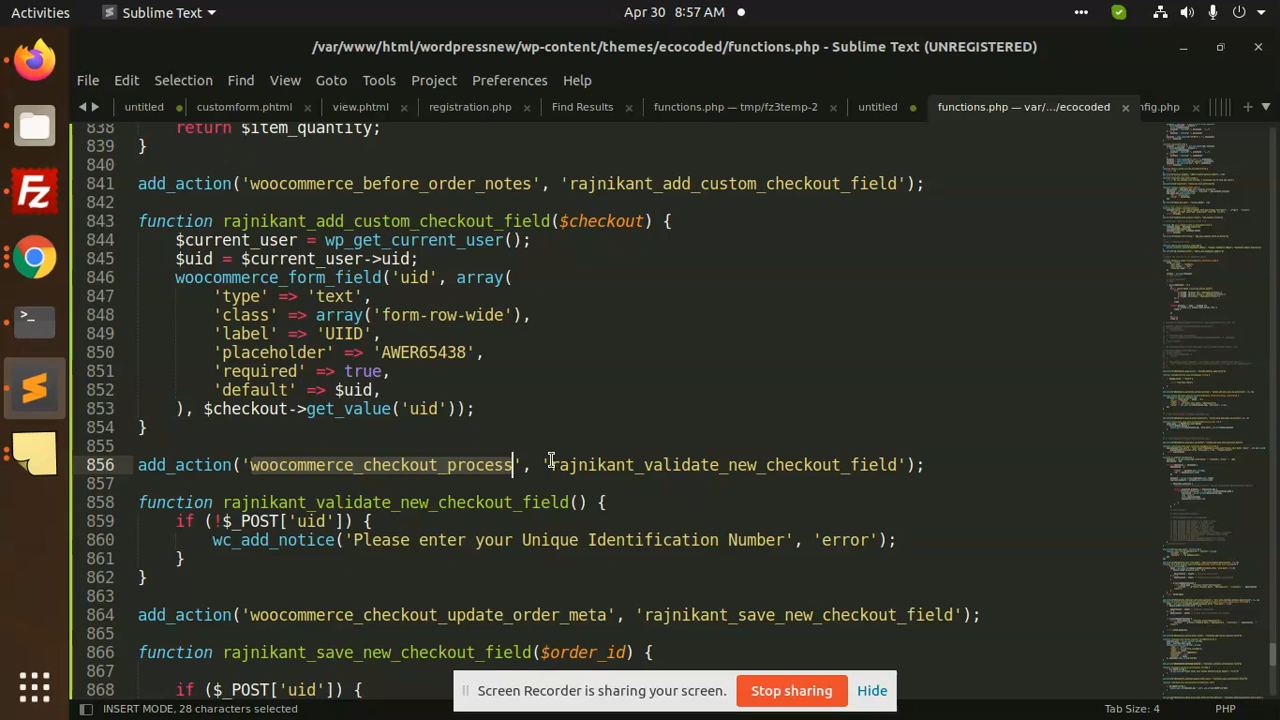 Activities
Sublime Text
Apr 30 8:57 AM
/var/www/html/wordpressnew/wp-content/themes/ecocoded/functions.php - Sublime Text (UNREGISTERED)
File Edit Selection Find View Goto Tools Project Preferences Help
untitled customform.phtml view.phtml registration.php Find Results functions.php — tmp/fz3temp-2 untitled functions.php — var/.../ecocoded nfig.php
838 return $item_quantity;
839 }
840
841 add_action('woocommerce_before_order_notes', 'rajnikant_add_custom_checkout_field');
842
843 function rajnikant_add_custom_checkout_field($checkout) {
844 $current_user = wp_get_current_user();
845 $uid = $current_user->uid;
846 woocommerce_form_field('uid', array(
847 'type' => 'text',
848 'class' => array('form-row-wide'),
849 'label' => 'UIID',
850 'placeholder' => 'AWER65438',
851 'required' => true,
852 'default' => $uid,
853 ), $checkout->get_value('uid'));
854 }
855
856 add_action('woocommerce_checkout_process', 'rajnikant_validate_new_checkout_field');
857
858 function rajnikant_validate_new_checkout_field() {
859 if (!$_POST['uid']) {
860 wc_add_notice('Please enter your Unique Identification Number', 'error');
861 }
862 }
863
864 add_action('woocommerce_checkout_update_order_meta', 'rajnikant_save_new_checkout_field');
865
866 function rajnikant_save_new_checkout_field($order_id) {
867
868 if ($_POST['uid']) {
Screen Recorder is sharing your screen. Stop sharing Hide
INSERT MODE, 28 characters selected
Tab Size: 4
PHP